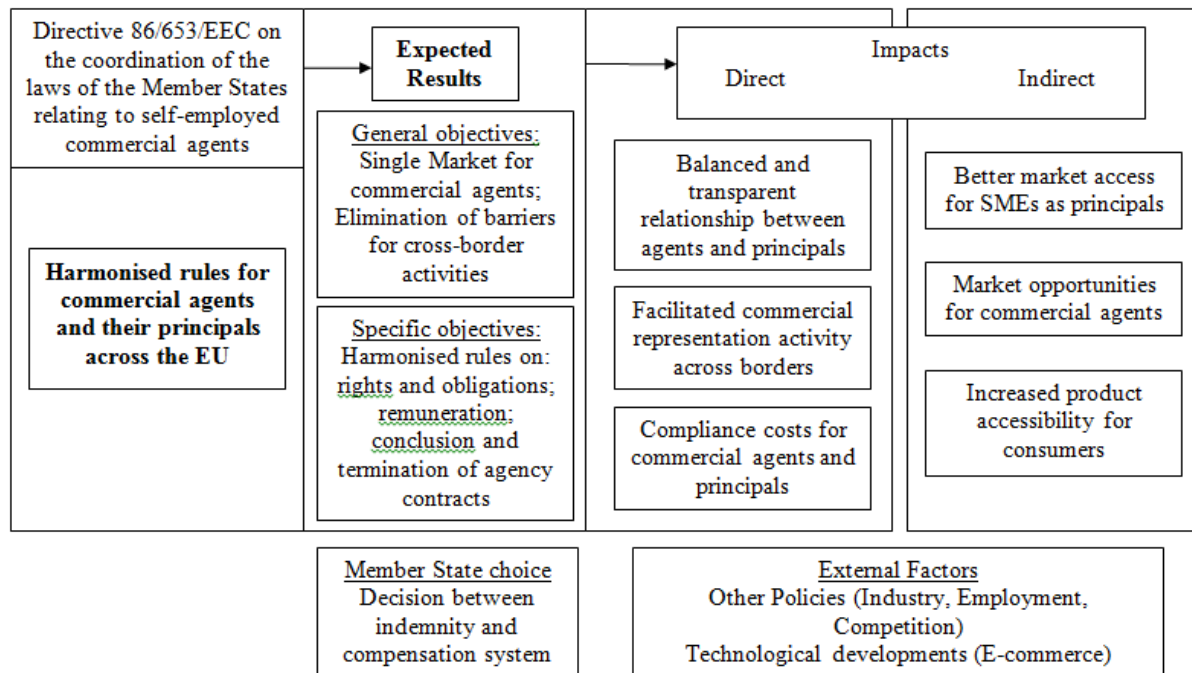 Directive 86/653/EEC on
the coordination of the
laws of the Member States
relating to self-employed
commercial agents
Harmonised rules for
commercial agents
and their principals
across the EU
Expected
Results
General objectives:
Single Market for
commercial agents;
Elimination of barriers
for cross-border
activities
Specific objectives:
Harmonised rules on:
rights and obligations;
remuneration;
conclusion and
termination of agency
contracts
Impacts
Direct
Indirect
Balanced and
transparent
relationship between
agents and principals
Facilitated commercial
representation activity
across borders
Compliance costs for
commercial agents and
principals
Better market access
for SMEs as principals
Market opportunities
for commercial agents
Increased product
accessibility for
consumers
Member State choice
Decision between
indemnity and
compensation system
External Factors
Other Policies (Industry, Employment,
Competition)
Technological developments (E-commerce)